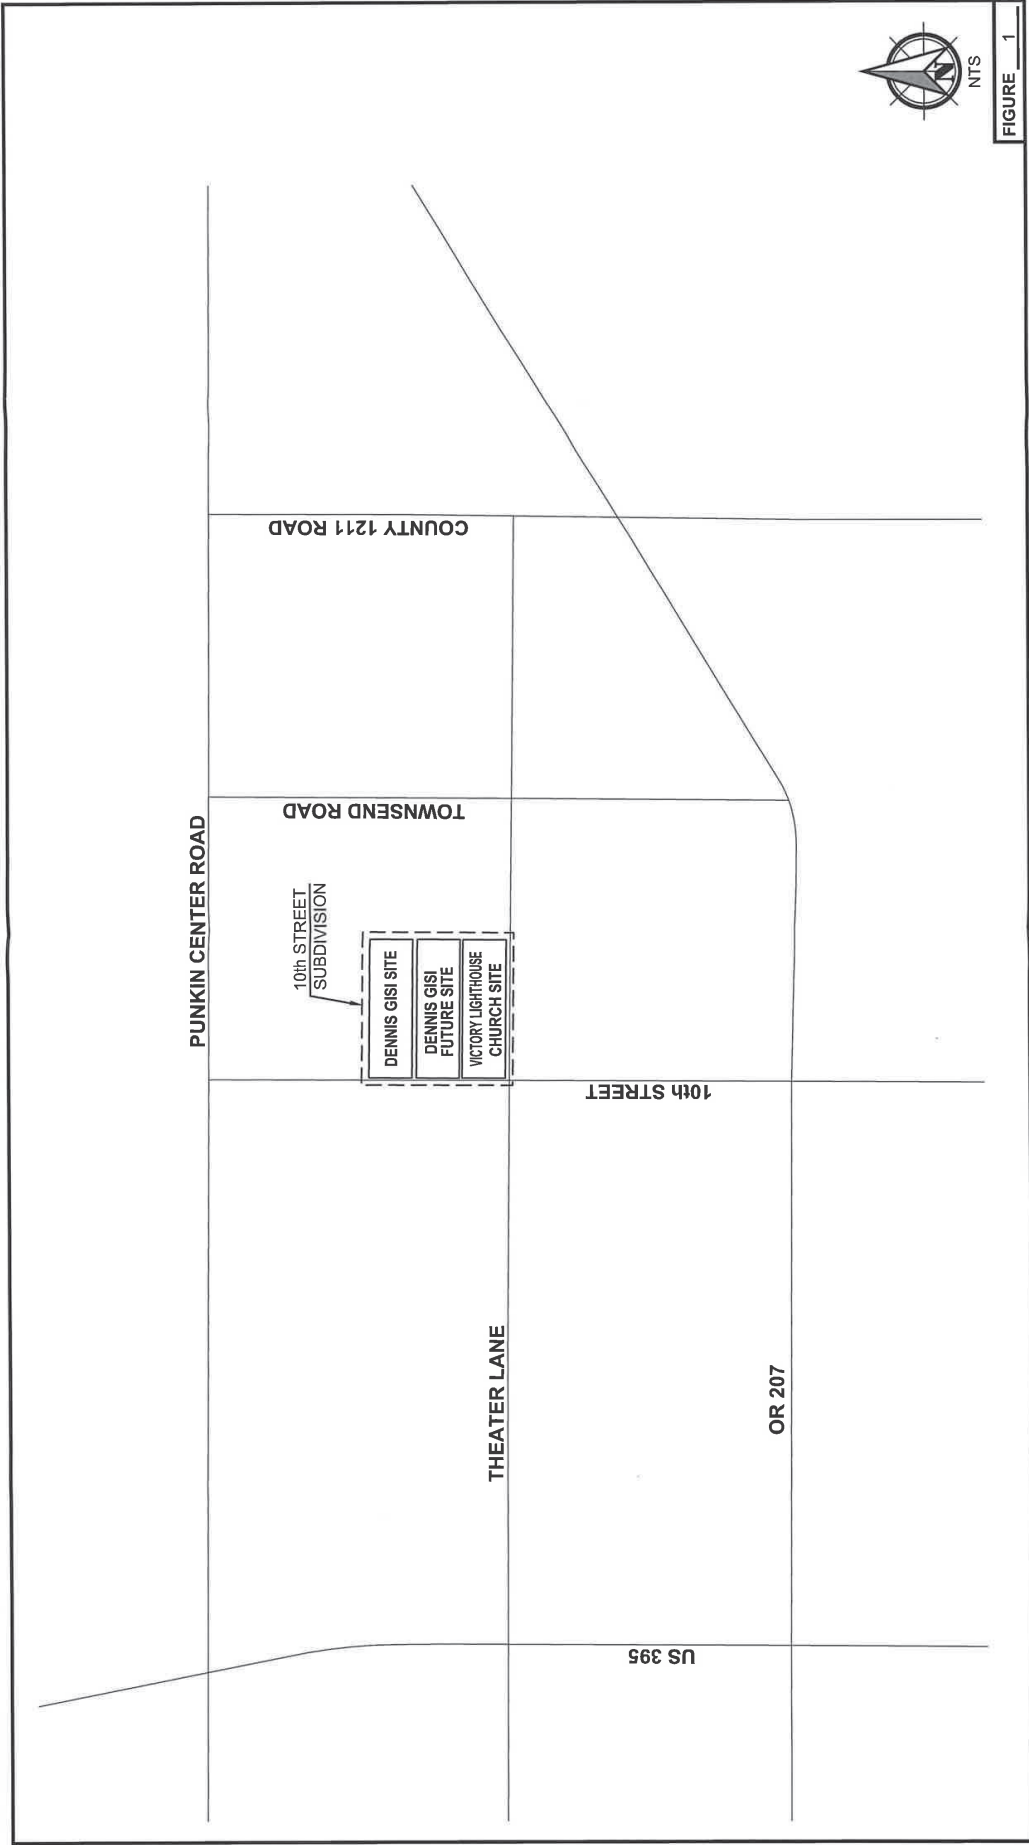 PUNKIN CENTER ROAD
10th STREET
SUBDIVISION
DENNIS GISI SITE
DENNIS GISI
FUTURE SITE
VICTORY LIGHTHOUSE
CHURCH SITE
TOWNSEND ROAD
COUNTY 1211 ROAD
THEATER LANE
10th STREET
OR 207
US 395
N
NTS
FIGURE 1